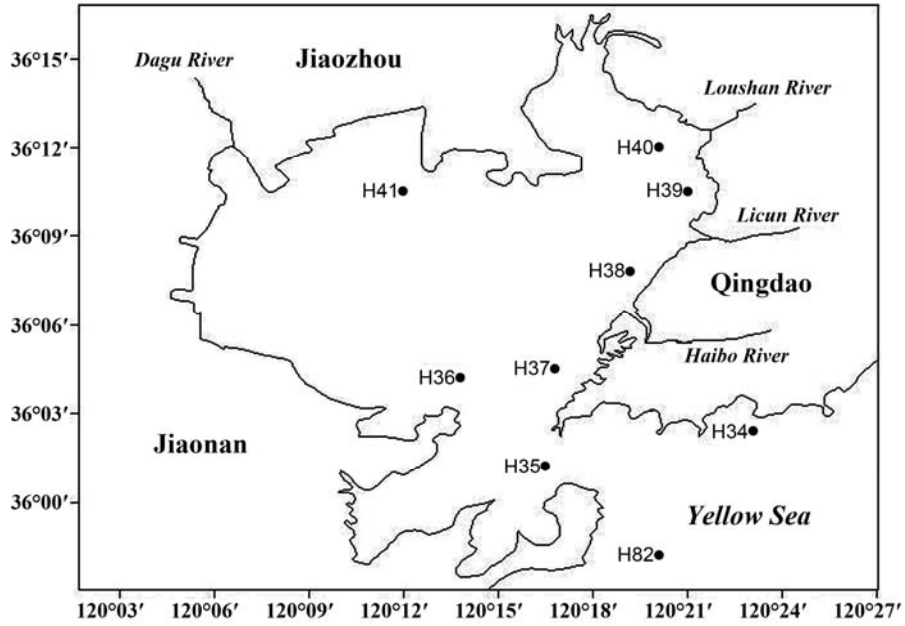 36°15′
Jiaozhou
Dagu River
Loushan River
36°12′
H40
H41
H39
Licun River
36°09′
H38
Qingdao
36°06′
Haibo River
H37
H36
36°03′
H34
Jiaonan
H35
36°00′
Yellow Sea
H82
120°03′ 120°06′ 120°09′ 120°12′ 120°15′ 120°18′ 120°21′ 120°24′ 120°27′